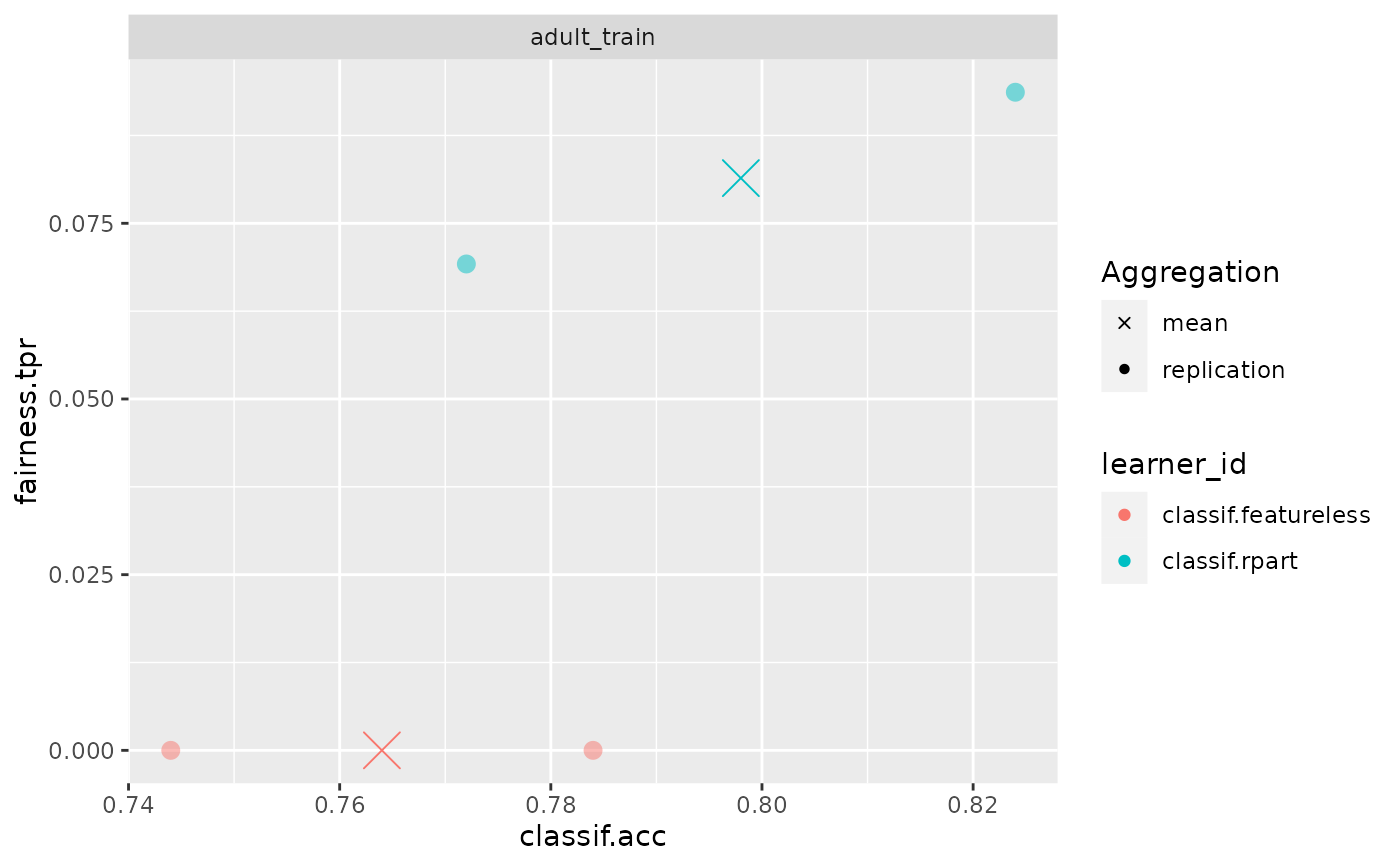 adult_train
0.075
0.050
0.025
0.000
fairness.tpr
0.74 0.76 0.78 0.80 0.82
classif.acc
Aggregation
mean
replication
learner_id
classif.featureless
classif.rpart